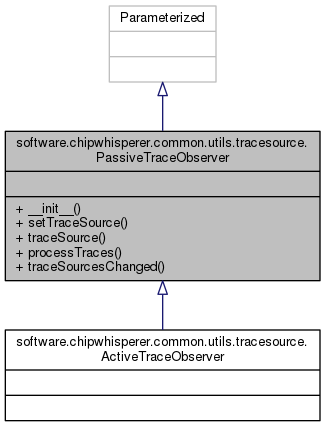 Parameterized
software.chipwhisperer.common.utils.tracesource.
PassiveTraceObserver
+ __init__()
+ setTraceSource()
+ traceSource()
+ processTraces()
+ traceSourcesChanged()
software.chipwhisperer.common.utils.tracesource.
ActiveTraceObserver